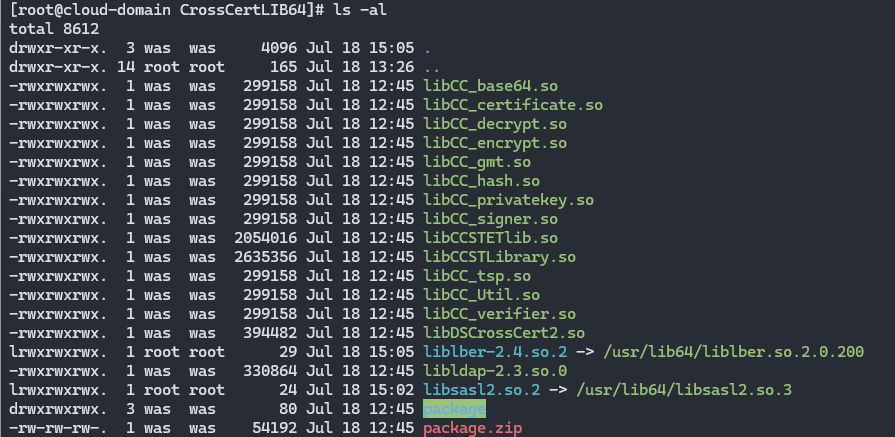 [root@cloud-domain CrossCertLIB64]# ls -al
total 8612
drwxr-xr-x.  3 was  was     4096 Jul 18 15:05 .
drwxr-xr-x. 14 root root     165 Jul 18 13:26 ..
-rwxrwxrwx.  1 was  was   299158 Jul 18 12:45 libCC_base64.so
-rwxrwxrwx.  1 was  was   299158 Jul 18 12:45 libCC_certificate.so
-rwxrwxrwx.  1 was  was   299158 Jul 18 12:45 libCC_decrypt.so
-rwxrwxrwx.  1 was  was   299158 Jul 18 12:45 libCC_encrypt.so
-rwxrwxrwx.  1 was  was   299158 Jul 18 12:45 libCC_gmt.so
-rwxrwxrwx.  1 was  was   299158 Jul 18 12:45 libCC_hash.so
-rwxrwxrwx.  1 was  was   299158 Jul 18 12:45 libCC_privatekey.so
-rwxrwxrwx.  1 was  was   299158 Jul 18 12:45 libCC_signer.so
-rwxrwxrwx.  1 was  was  2054016 Jul 18 12:45 libCCSTETlib.so
-rwxrwxrwx.  1 was  was  2635356 Jul 18 12:45 libCCSTLibrary.so
-rwxrwxrwx.  1 was  was   299158 Jul 18 12:45 libCC_tsp.so
-rwxrwxrwx.  1 was  was   299158 Jul 18 12:45 libCC_Util.so
-rwxrwxrwx.  1 was  was   299158 Jul 18 12:45 libCC_verifier.so
-rwxrwxrwx.  1 was  was   394482 Jul 18 12:45 libDSCrossCert2.so
lrwxrwxrwx.  1 root root      29 Jul 18 15:05 liblber-2.4.so.2 -> /usr/lib64/liblber.so.2.0.200
-rwxrwxrwx.  1 was  was   330864 Jul 18 12:45 libldap-2.3.so.0
lrwxrwxrwx.  1 root root      24 Jul 18 15:02 libsasl2.so.2 -> /usr/lib64/libsasl2.so.3
drwxrwxrwx.  3 was  was       80 Jul 18 12:45 package
-rw-rw-rw-.  1 was  was    54192 Jul 18 12:45 package.zip